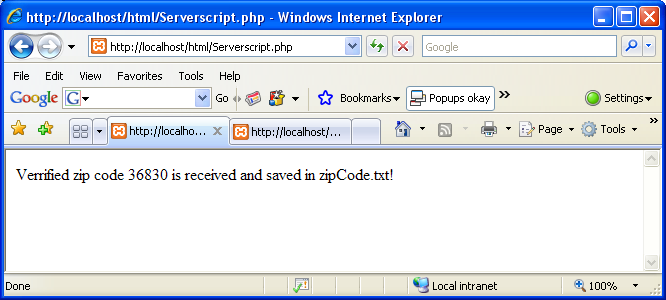 http://localhost/html/Serverscript.php - Windows Internet Explorer
http://localhost/html/Serverscript.php Google
File Edit View Favorites Tools Help
Google G Go Bookmarks Popups okay >> Settings
http://localho... X http://localhost/... Page Tools >>
Verrified zip code 36830 is received and saved in zipCode.txt!
Done Local intranet 100%